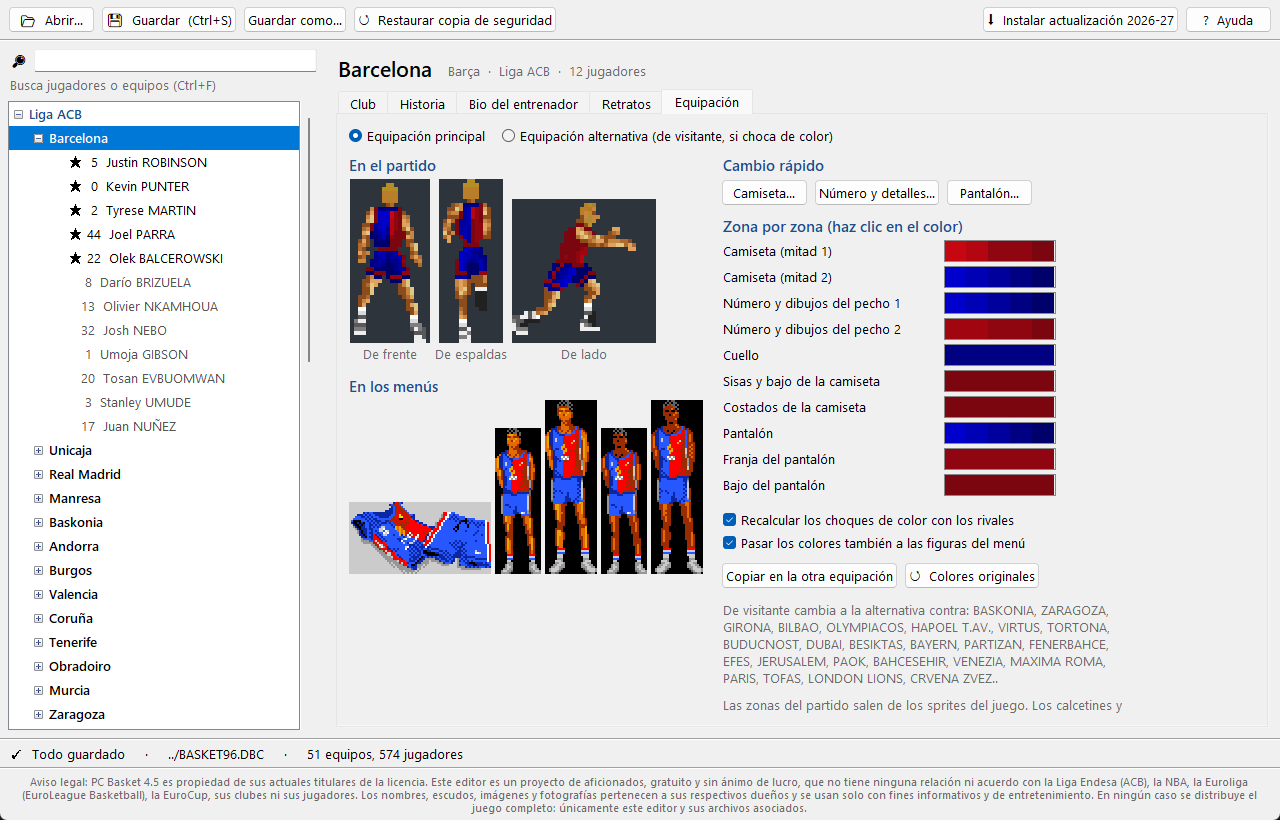 Abrir...
Guardar (Ctrl+S)
Guardar como...
Restaurar copia de seguridad
Instalar actualización 2026-27
? Ayuda
Busca jugadores o equipos (Ctrl+F)
Liga ACB
Barcelona
★ 5 Justin ROBINSON
★ 0 Kevin PUNTER
★ 2 Tyrese MARTIN
★ 44 Joel PARRA
★ 22 Olek BALCEROWSKI
8 Darío BRIZUELA
13 Olivier NKAMHOUA
32 Josh NEBO
1 Umoja GIBSON
20 Tosan EVBUOMWAN
3 Stanley UMUDE
17 Juan NUÑEZ
Unicaja
Real Madrid
Manresa
Baskonia
Andorra
Burgos
Valencia
Coruña
Tenerife
Obradoiro
Murcia
Zaragoza
Barcelona Barça · Liga ACB · 12 jugadores
Club
Historia
Bio del entrenador
Retratos
Equipación
Equipación principal
Equipación alternativa (de visitante, si choca de color)
En el partido
De frente
De espaldas
De lado
En los menús
Cambio rápido
Camiseta...
Número y detalles...
Pantalón...
Zona por zona (haz clic en el color)
Camiseta (mitad 1)
Camiseta (mitad 2)
Número y dibujos del pecho 1
Número y dibujos del pecho 2
Cuello
Sisas y bajo de la camiseta
Costados de la camiseta
Pantalón
Franja del pantalón
Bajo del pantalón
Recalcular los choques de color con los rivales
Pasar los colores también a las figuras del menú
Copiar en la otra equipación
Colores originales
De visitante cambia a la alternativa contra: BASKONIA, ZARAGOZA,
GIRONA, BILBAO, OLYMPIACOS, HAPOEL T.AV., VIRTUS, TORTONA,
BUDUCNOST, DUBAI, BESIKTAS, BAYERN, PARTIZAN, FENERBAHCE,
EFES, JERUSALEM, PAOK, BAHCESEHIR, VENEZIA, MAXIMA ROMA,
PARIS, TOFAS, LONDON LIONS, CRVENA ZVEZ..
Las zonas del partido salen de los sprites del juego. Los calcetines y
✓ Todo guardado · ../BASKET96.DBC · 51 equipos, 574 jugadores
Aviso legal: PC Basket 4.5 es propiedad de sus actuales titulares de la licencia. Este editor es un proyecto de aficionados, gratuito y sin ánimo de lucro, que no tiene ninguna relación ni acuerdo con la Liga Endesa (ACB), la NBA, la Euroliga
(EuroLeague Basketball), la EuroCup, sus clubes ni sus jugadores. Los nombres, escudos, imágenes y fotografías pertenecen a sus respectivos dueños y se usan solo con fines informativos y de entretenimiento. En ningún caso se distribuye el
juego completo: únicamente este editor y sus archivos asociados.